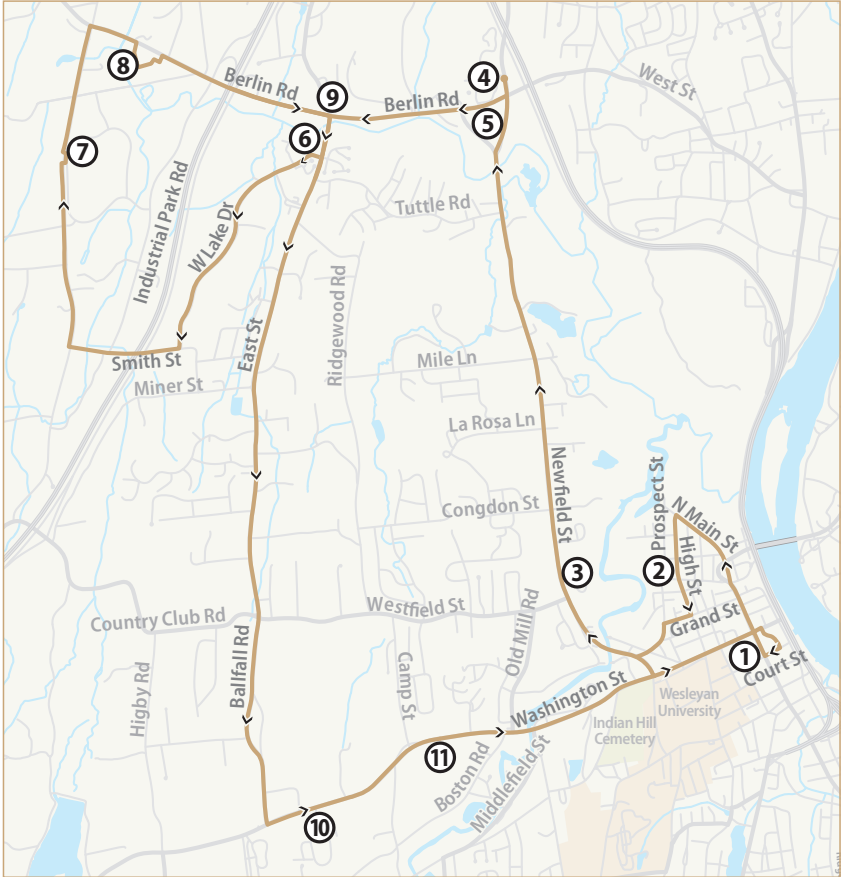 4
West St
8
Berlin Rd
9
Berlin Rd
5
6
7
Industrial Park Rd
W Lake Dr
Tuttle Rd
Ridgewood Rd
East St
Smith St
Miner St
Mile Ln
La Rosa Ln
Newfield St
Congdon St
Prospect St
N Main St
High St
2
3
Country Club Rd
Westfield St
Old Mill Rd
Grand St
1
Court St
Higby Rd
Ballfall Rd
Camp St
Washington St
Wesleyan
University
Indian Hill
Cemetery
11
Boston Rd
Middlefield St
10